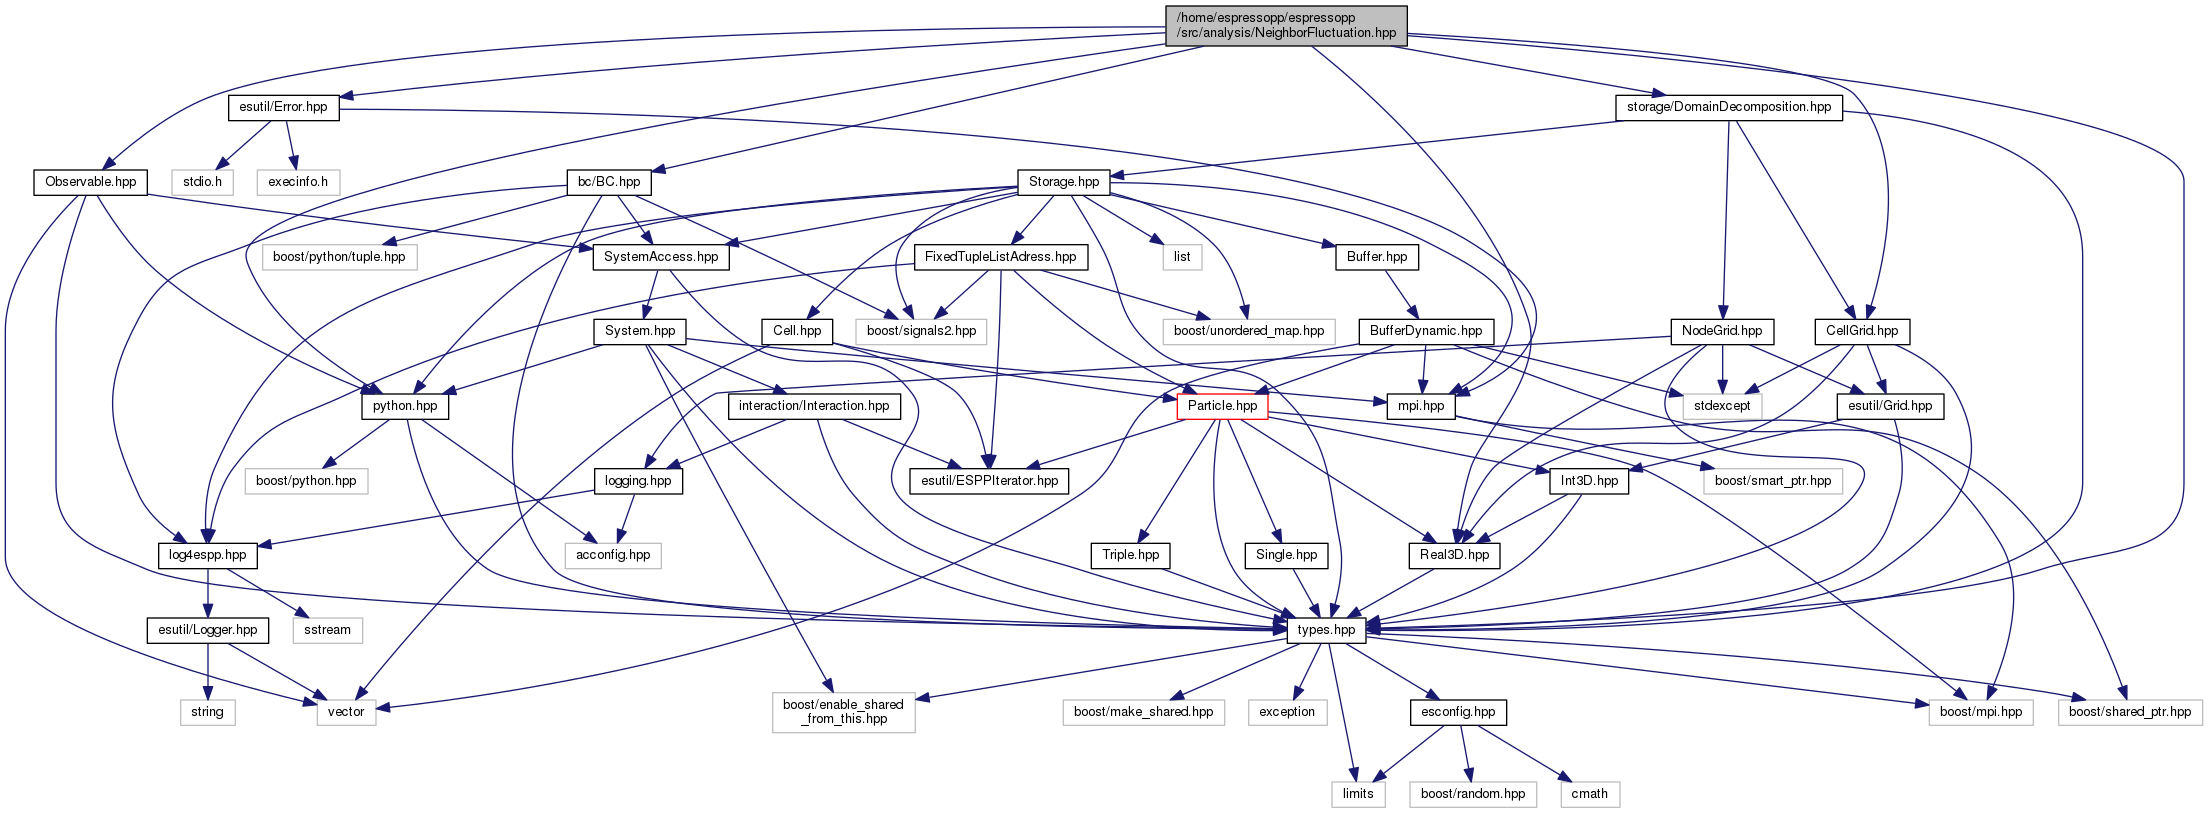 /home/espressopp/espressopp
/src/analysis/NeighborFluctuation.hpp
esutil/Error.hpp
storage/DomainDecomposition.hpp
Observable.hpp
stdio.h
execinfo.h
bc/BC.hpp
Storage.hpp
boost/python/tuple.hpp
SystemAccess.hpp
FixedTupleListAdress.hpp
list
Buffer.hpp
System.hpp
Cell.hpp
boost/signals2.hpp
boost/unordered_map.hpp
BufferDynamic.hpp
NodeGrid.hpp
CellGrid.hpp
python.hpp
interaction/Interaction.hpp
Particle.hpp
mpi.hpp
stdexcept
esutil/Grid.hpp
boost/python.hpp
logging.hpp
esutil/ESPPIterator.hpp
Int3D.hpp
boost/smart_ptr.hpp
log4espp.hpp
acconfig.hpp
Triple.hpp
Single.hpp
Real3D.hpp
esutil/Logger.hpp
sstream
types.hpp
string
vector
boost/enable_shared
_from_this.hpp
boost/make_shared.hpp
exception
esconfig.hpp
boost/mpi.hpp
boost/shared_ptr.hpp
limits
boost/random.hpp
cmath